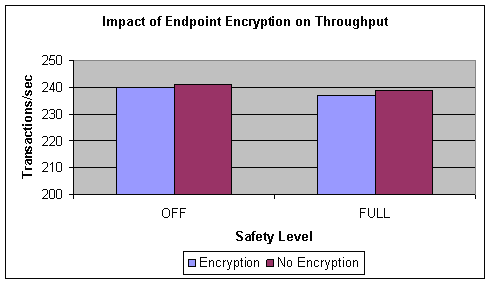 Impact of Endpoint Encryption on Throughput
Transactions/sec
250
240
230
220
210
200
OFF
FULL
Safety Level
Encryption
No Encryption